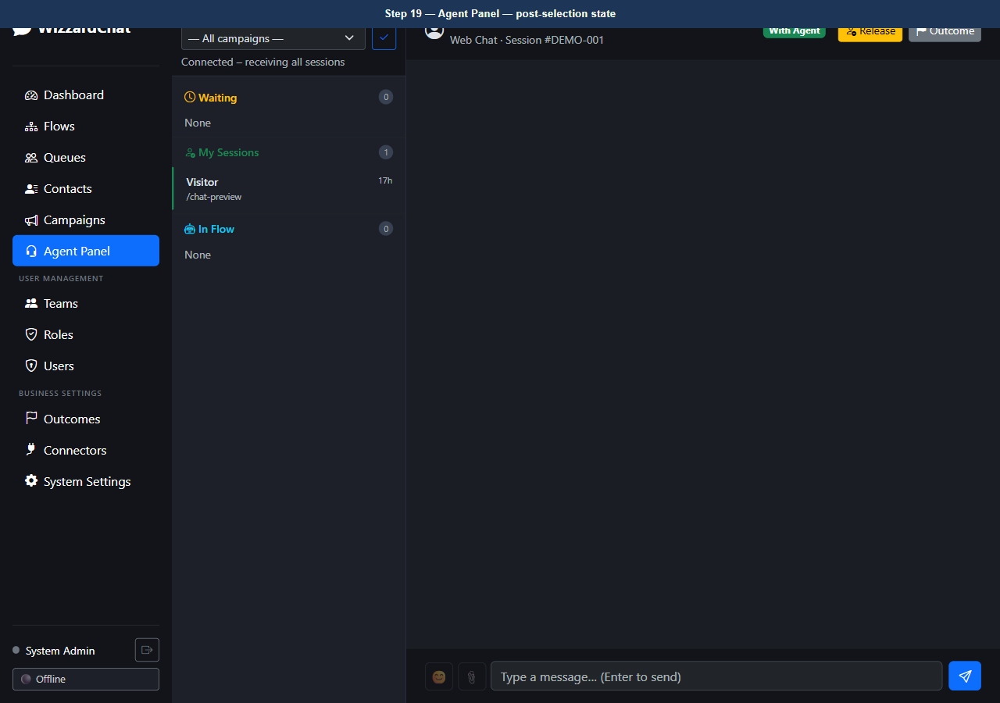 Step 19 — Agent Panel — post-selection state
WizzardChat
Dashboard
Flows
Queues
Contacts
Campaigns
Agent Panel
USER MANAGEMENT
Teams
Roles
Users
BUSINESS SETTINGS
Outcomes
Connectors
System Settings
System Admin
Offline
— All campaigns —
Connected – receiving all sessions
Waiting 0
None
My Sessions 1
Visitor 17h
/chat-preview
In Flow 0
None
Web Chat · Session #DEMO-001
With Agent
Release
Outcome
Type a message... (Enter to send)